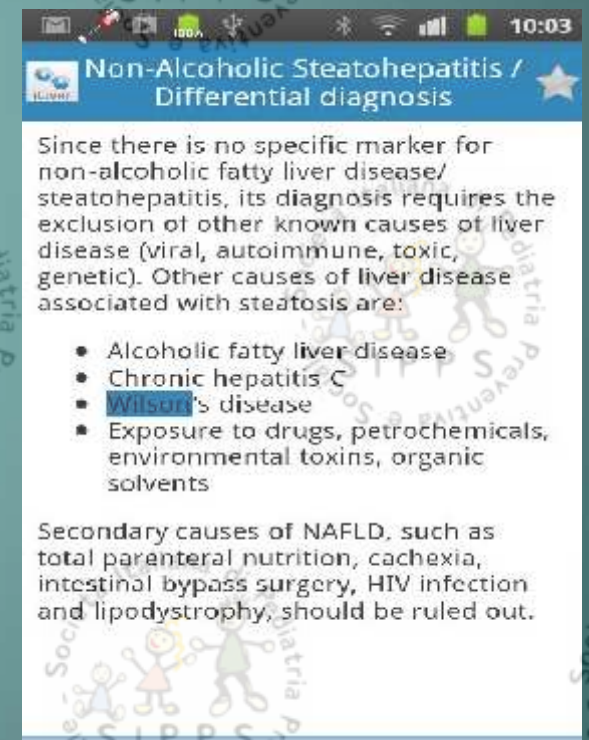 100%
10:03
Non-Alcoholic Steatohepatitis /
Differential diagnosis
iLiver
Since there is no specific marker for
non-alcoholic fatty liver disease/
steatohepatitis, its diagnosis requires the
exclusion of other known causes of liver
disease (viral, autoimmune, toxic,
genetic). Other causes of liver disease
associated with steatosis are:
• Alcoholic fatty liver disease
• Chronic hepatitis C
• Wilson's disease
• Exposure to drugs, petrochemicals,
environmental toxins, organic
solvents
Secondary causes of NAFLD, such as
total parenteral nutrition, cachexia,
intestinal bypass surgery, HIV infection
and lipodystrophy, should be ruled out.
SIPPS